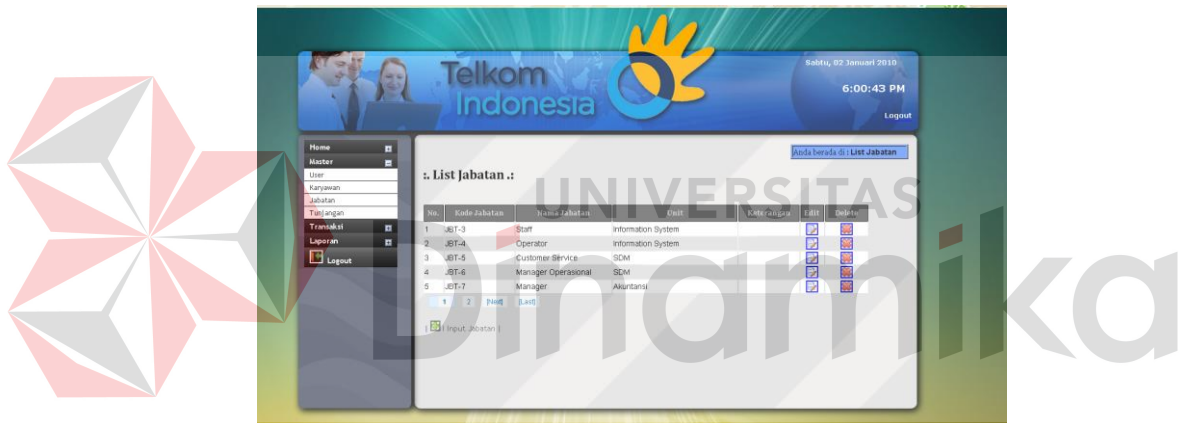 Telkom
Indonesia
Sabtu, 02 Januari 2010
6:00:43 PM
Logout
Home
Master
User
Karyawan
Jabatan
Tunjangan
Transaksi
Laporan
Logout
Anda berada di : List Jabatan
:. List Jabatan .:
No. Kode Jabatan Nama Jabatan Unit Keterangan Edit Delete
1 JBT-3 Staff Information System
2 JBT-4 Operator Information System
3 JBT-5 Customer Service SDM
4 JBT-6 Manager Operasional SDM
5 JBT-7 Manager Akuntansi
1 2 [Next] [Last]
| | Input Jabatan |
UNIVERSITAS
Dinamika